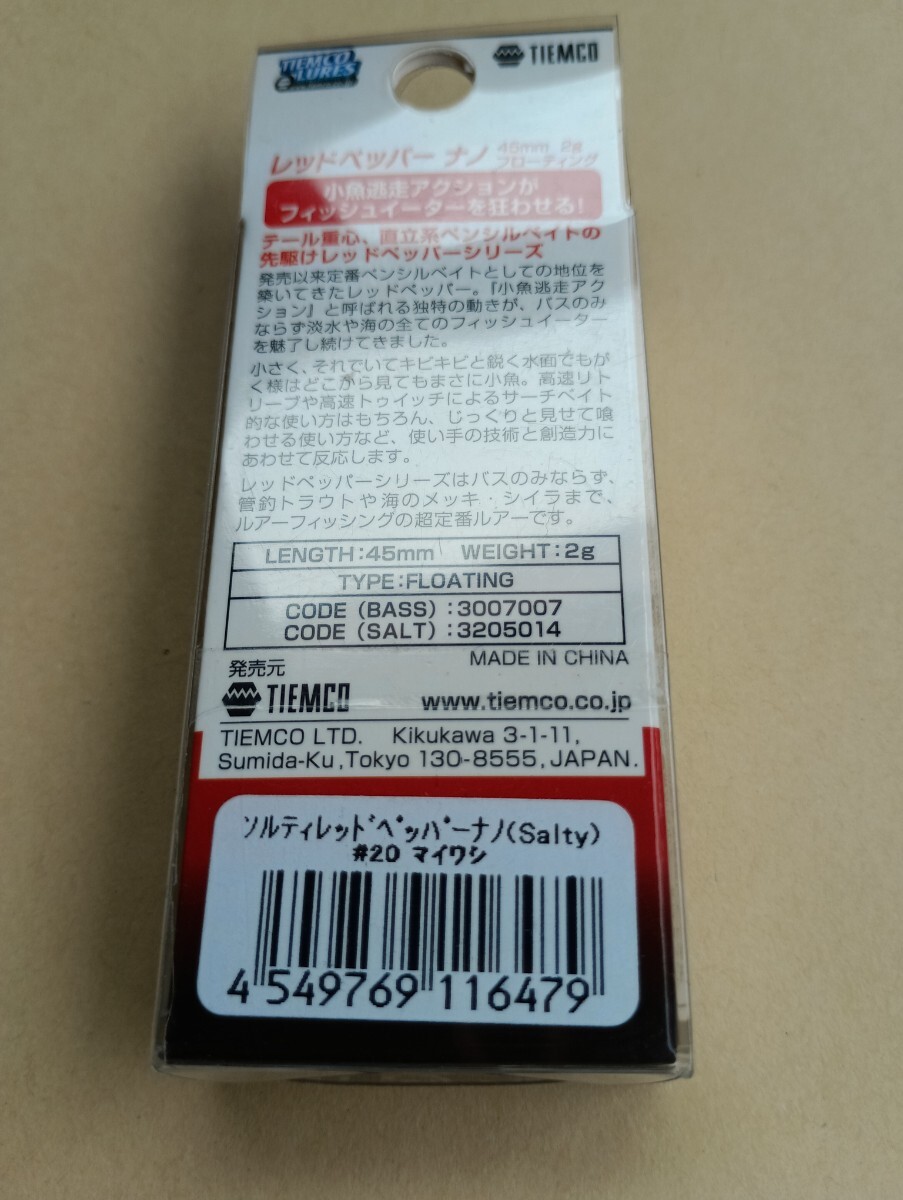 TIEMCO LURES
TIEMCO
レッドペッパー ナノ 45mm 2g フローティング
小魚逃走アクションが
フィッシュイーターを狂わせる!
テール重心、直立系ペンシルベイトの
先駆けレッドペッパーシリーズ
発売以来定番ペンシルベイトとしての地位を
築いてきたレッドペッパー。『小魚逃走アク
ション』と呼ばれる独特の動きが、バスのみ
ならず淡水や海の全てのフィッシュイーター
を魅了し続けてきました。
小さく、それでいてキビキビと鋭く水面でもが
く様はどこから見てもまさに小魚。高速リト
リーブや高速トゥイッチによるサーチベイト
的な使い方はもちろん、じっくりと見せて喰
わせる使い方など、使い手の技術と創造力に
あわせて反応します。
レッドペッパーシリーズはバスのみならず、
管釣トラウトや海のメッキ・シイラまで、
ルアーフィッシングの超定番ルアーです。
LENGTH:45mm WEIGHT:2g
TYPE:FLOATING
CODE (BASS) :3007007
CODE (SALT) :3205014
MADE IN CHINA
発売元
TIEMCO www.tiemco.co.jp
TIEMCO LTD. Kikukawa 3-1-11,
Sumida-Ku,Tokyo 130-8555,JAPAN.
ソルティレッドペッパーナノ(Salty)
#20 マイワシ
4 549769 116479